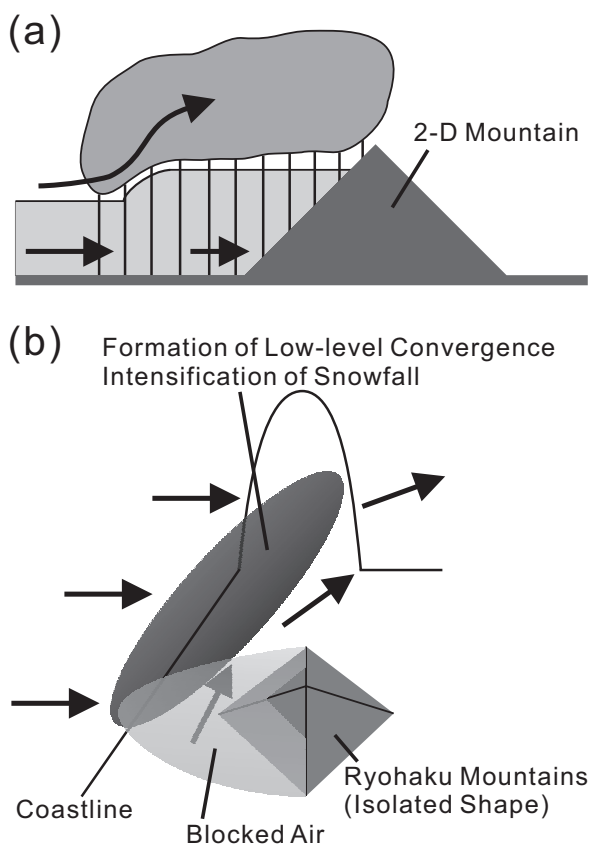 (a)
2-D Mountain
(b)
Formation of Low-level Convergence
Intensification of Snowfall
Ryohaku Mountains
(Isolated Shape)
Coastline
Blocked Air